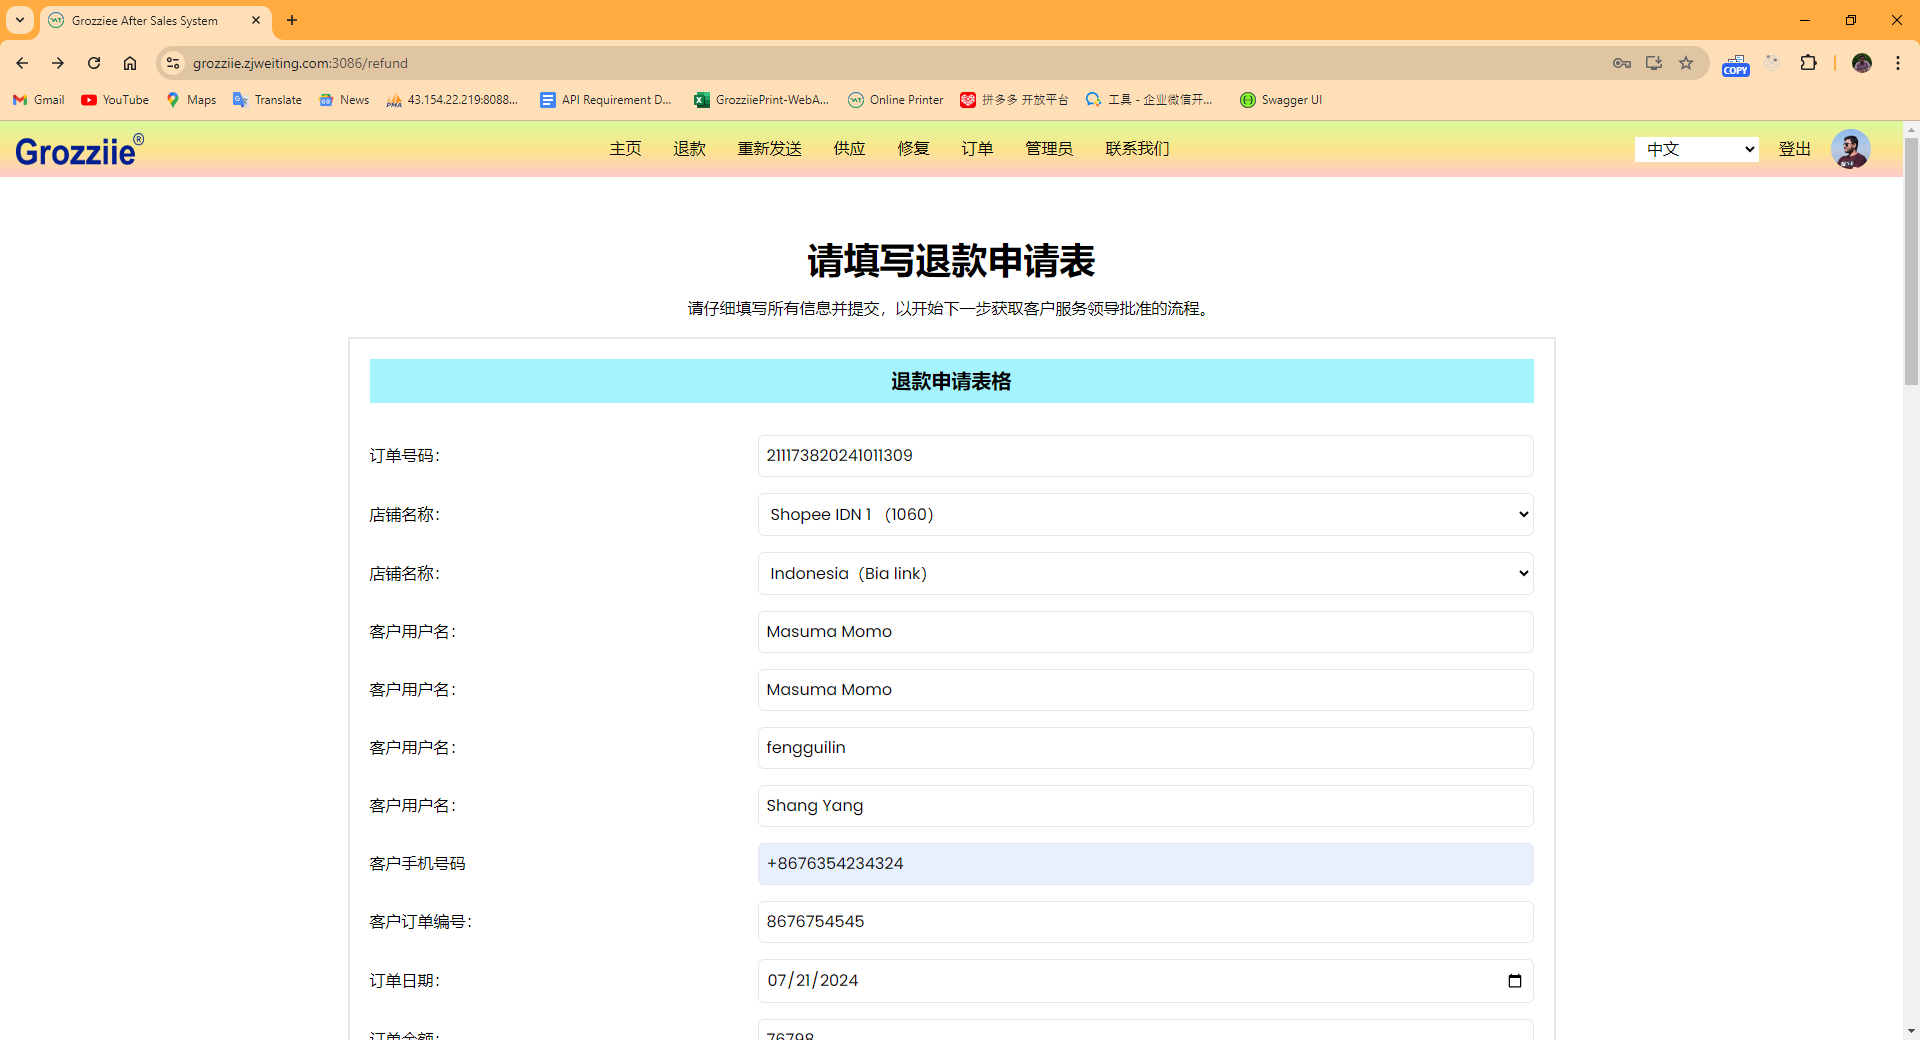 Grozziee After Sales System
grozziie.zjweiting.com:3086/refund
COPY
Gmail YouTube Maps Translate News 43.154.22.219:8088... API Requirement D... GrozziiePrint-WebA... Online Printer 拼多多 开放平台 工具 - 企业微信开... Swagger UI
Grozziie® 主页 退款 重新发送 供应 修复 订单 管理员 联系我们 中文 登出
请填写退款申请表
请仔细填写所有信息并提交，以开始下一步获取客户服务领导批准的流程。
退款申请表格
订单号码： 211173820241011309
店铺名称： Shopee IDN 1 （1060）
店铺名称： Indonesia（Bia link）
客户用户名： Masuma Momo
客户用户名： Masuma Momo
客户用户名： fengguilin
客户用户名： Shang Yang
客户手机号码 +8676354234324
客户订单编号： 8676754545
订单日期： 07/21/2024
订单金额： 76798